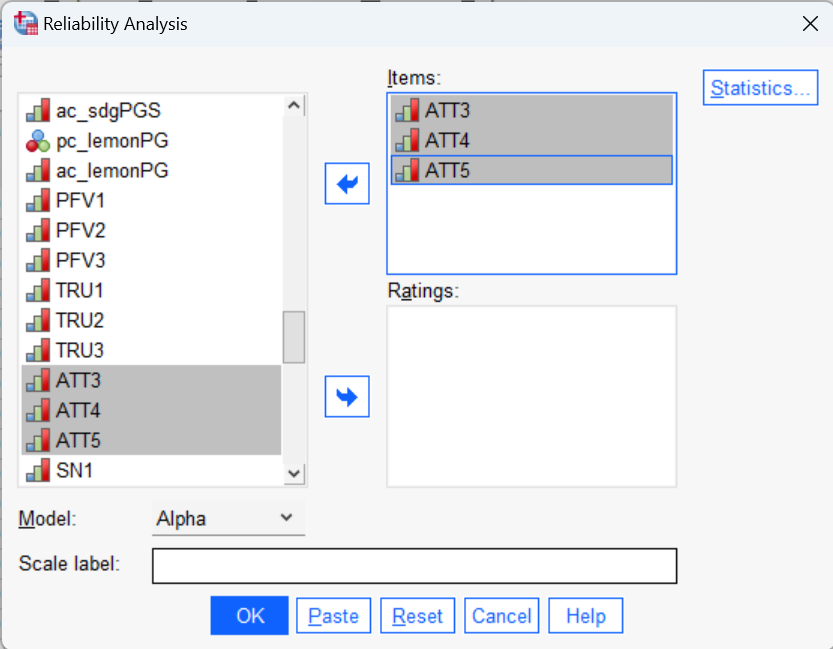 Reliability Analysis
Items:
Statistics...
ac_sdgPGS
pc_lemonPG
ac_lemonPG
PFV1
PFV2
PFV3
TRU1
TRU2
TRU3
ATT3
ATT4
ATT5
SN1
ATT3
ATT4
ATT5
Ratings:
Model:
Alpha
Scale label:
OK
Paste
Reset
Cancel
Help